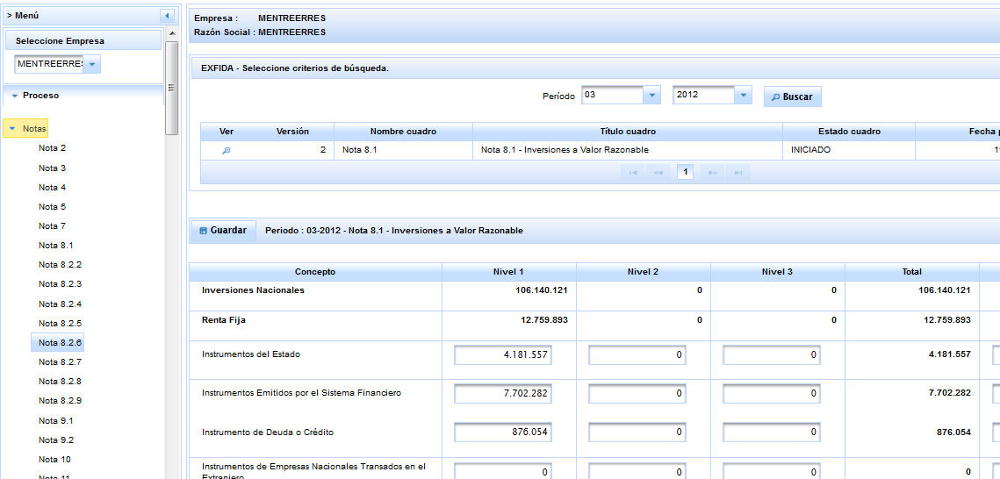 > Menú
Seleccione Empresa
MENTREERRES
Proceso
Notas
Nota 2
Nota 3
Nota 4
Nota 5
Nota 7
Nota 8.1
Nota 8.2.2
Nota 8.2.3
Nota 8.2.4
Nota 8.2.5
Nota 8.2.6
Nota 8.2.7
Nota 8.2.8
Nota 8.2.9
Nota 9.1
Nota 9.2
Nota 10
Nota 11
Empresa : MENTREERRES
Razón Social : MENTREERRES
EXFIDA - Seleccione criterios de búsqueda.
Período 03 2012 Buscar
Ver Versión Nombre cuadro Título cuadro Estado cuadro Fecha
2 Nota 8.1 Nota 8.1 - Inversiones a Valor Razonable INICIADO
1
Guardar Periodo : 03-2012 - Nota 8.1 - Inversiones a Valor Razonable
Concepto Nivel 1 Nivel 2 Nivel 3 Total
Inversiones Nacionales 106.140.121 0 0 106.140.121
Renta Fija 12.759.893 0 0 12.759.893
Instrumentos del Estado 4.181.557 0 0 4.181.557
Instrumentos Emitidos por el Sistema Financiero 7.702.282 0 0 7.702.282
Instrumento de Deuda o Crédito 876.054 0 0 876.054
Instrumentos de Empresas Nacionales Transados en el 0 0 0 0
Extranjero